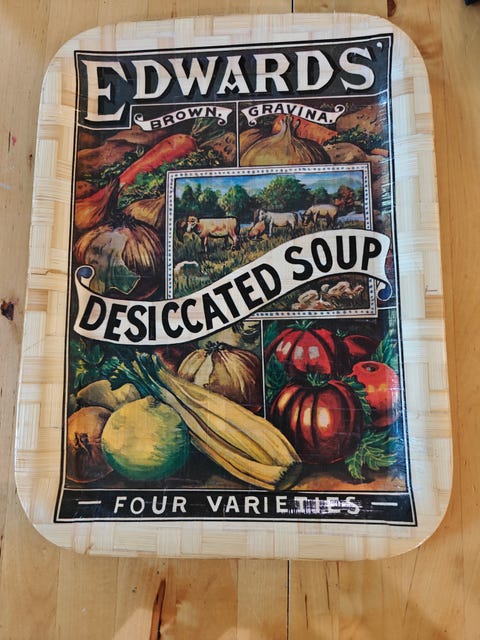 EDWARDS'
BROWN. GRAVINA.
DESICCATED SOUP
— FOUR VARIETIES —